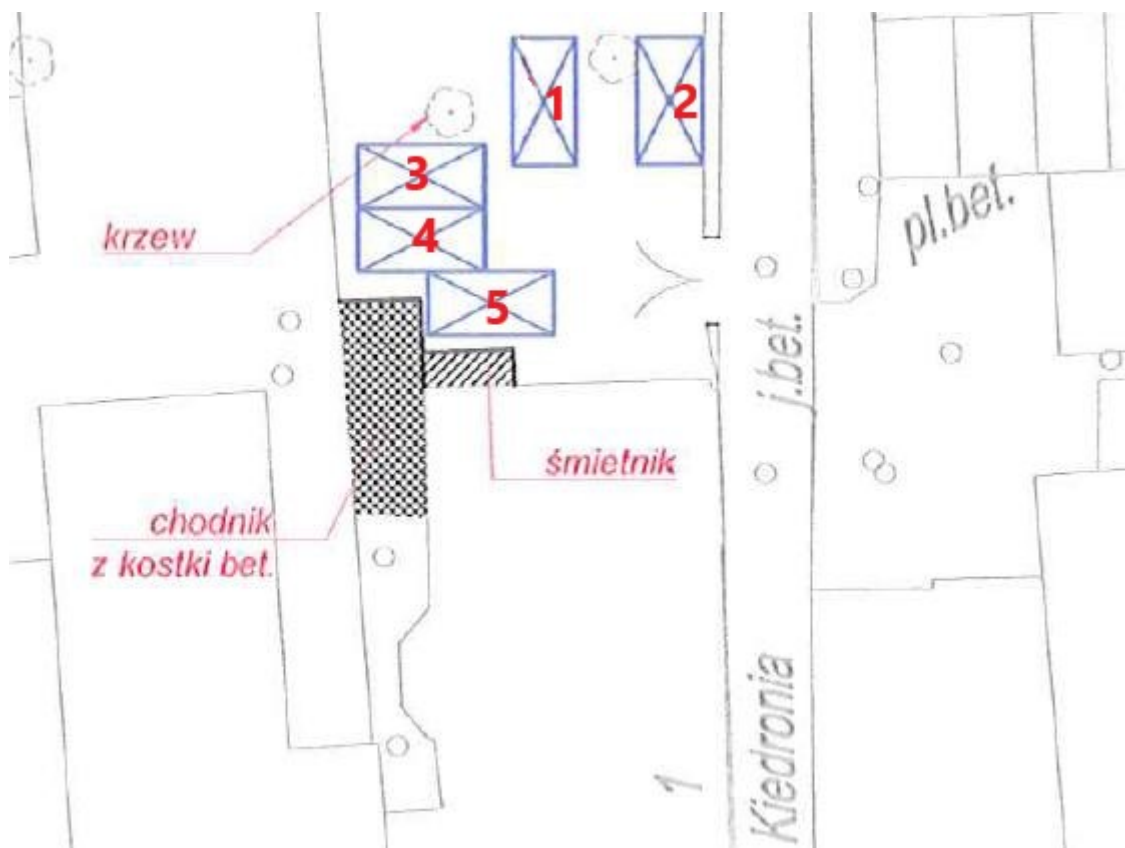 1
2
3
4
5
krzew
pl.bet.
j.bet.
śmietnik
chodnik
z kostki bet.
1
Kiedronia